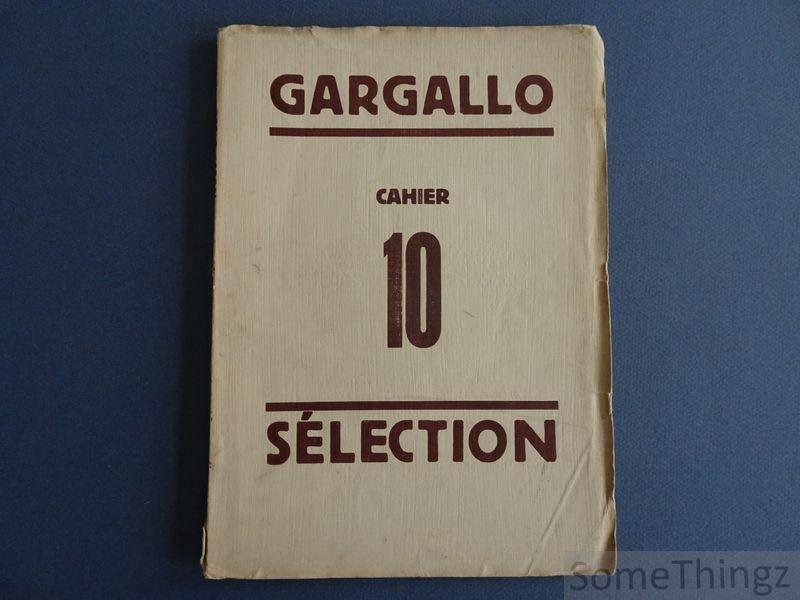 GARGALLO
CAHIER
10
SÉLECTION
SomeThingz